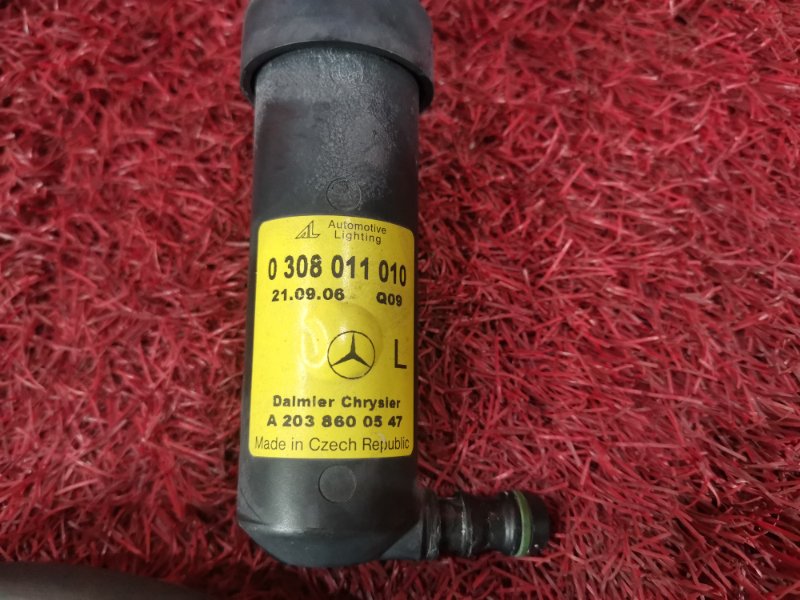 AL Automotive
Lighting
0 308 011 010
21.09.06 Q09
L
Daimler Chrysler
A 203 860 05 47
Made in Czech Republic